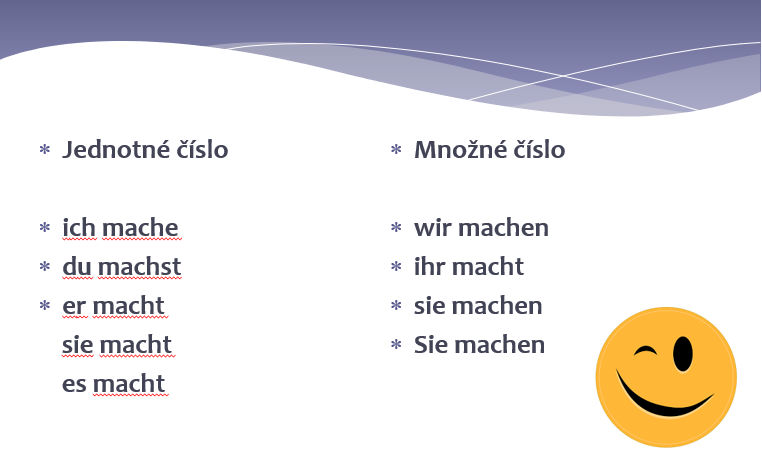 Jednotné číslo
ich mache
du machst
er macht
sie macht
es macht
Množné číslo
wir machen
ihr macht
sie machen
Sie machen